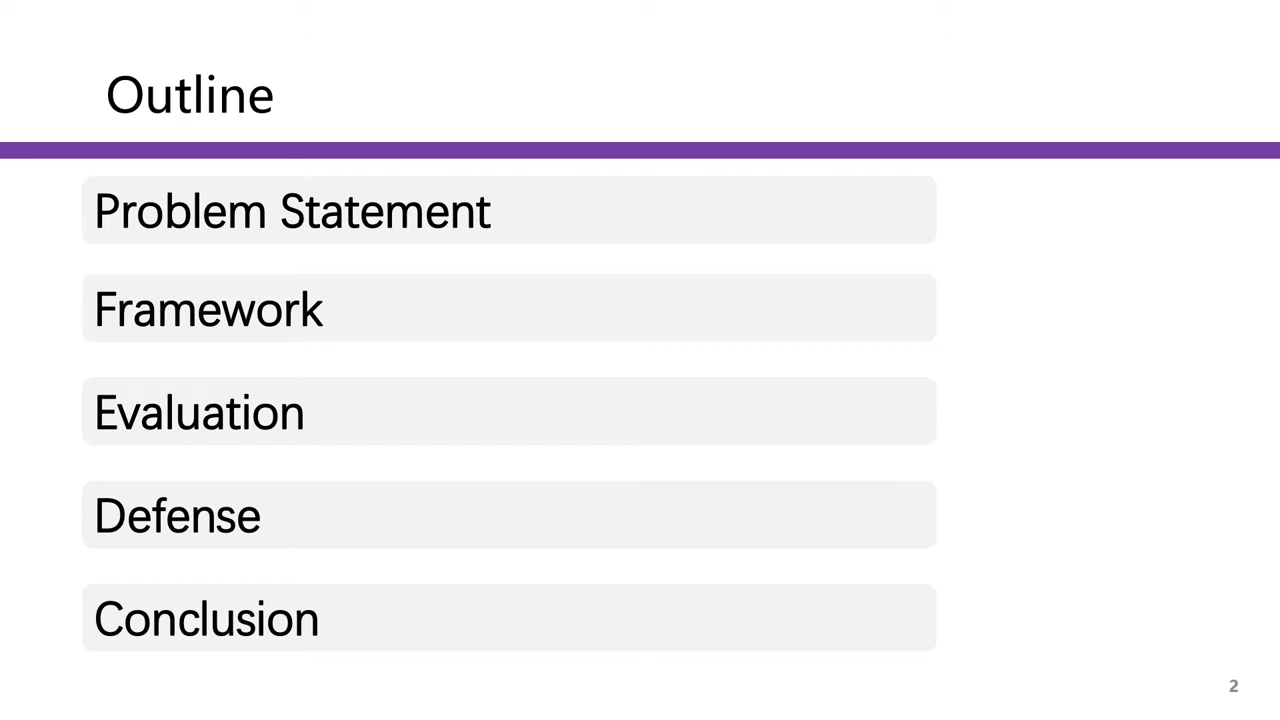 Outline
Problem Statement
Framework
Evaluation
Defense
Conclusion
2